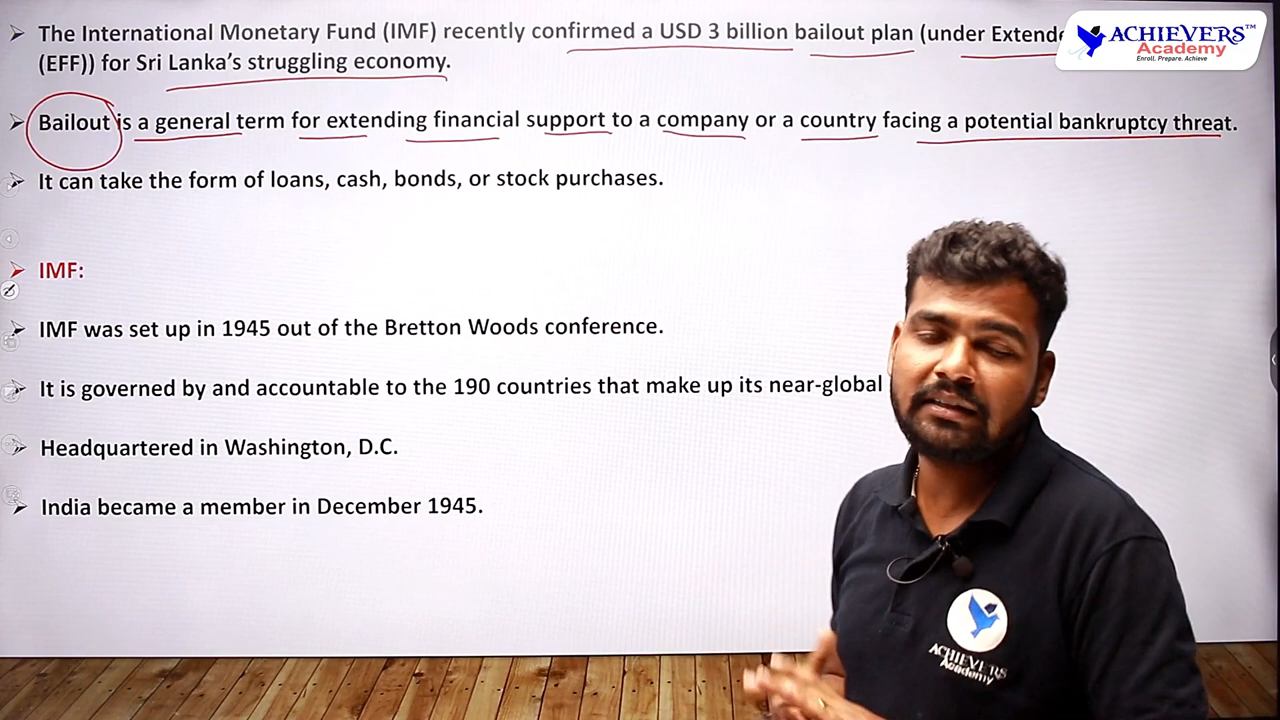 The International Monetary Fund (IMF) recently confirmed a USD 3 billion bailout plan (under Extende
(EFF)) for Sri Lanka’s struggling economy.
Bailout is a general term for extending financial support to a company or a country facing a potential bankruptcy threat.
It can take the form of loans, cash, bonds, or stock purchases.
IMF:
IMF was set up in 1945 out of the Bretton Woods conference.
It is governed by and accountable to the 190 countries that make up its near-global
Headquartered in Washington, D.C.
India became a member in December 1945.
ACHIEVERS™
Academy
Enroll. Prepare. Achieve
ACHIEVERS
Academy